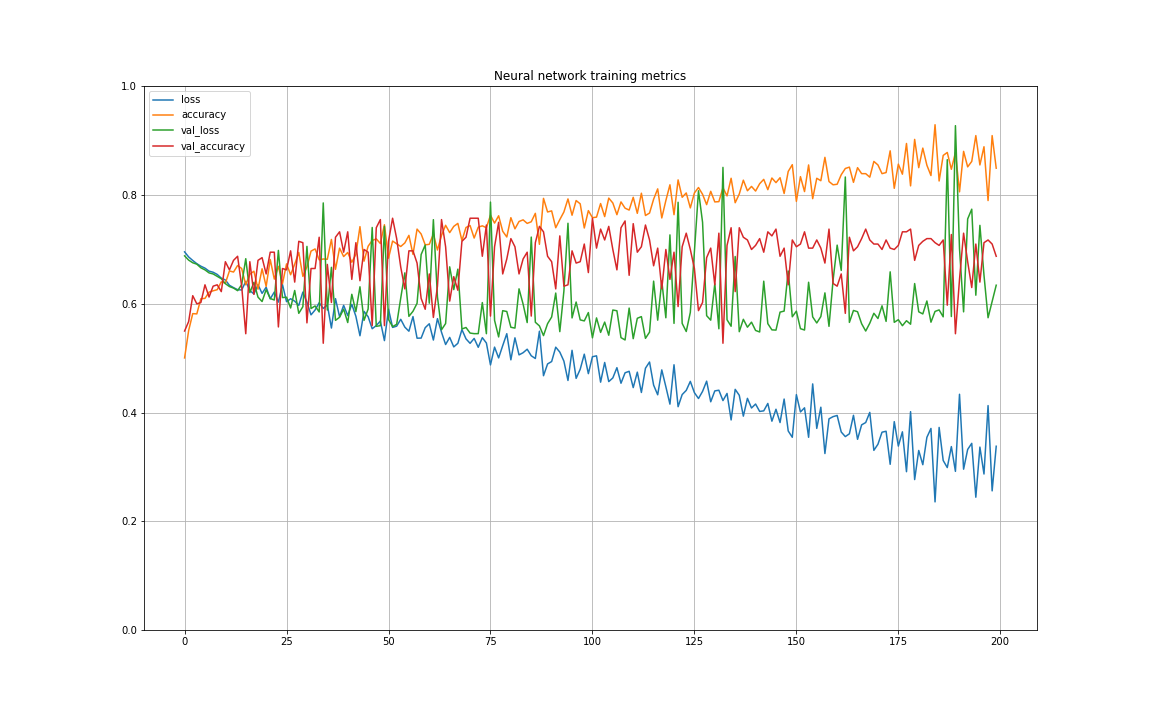 Neural network training metrics
1.0
loss
accuracy
val_loss
val_accuracy
0.8
0.6
0.4
0.2
0.0
0 25 50 75 100 125 150 175 200